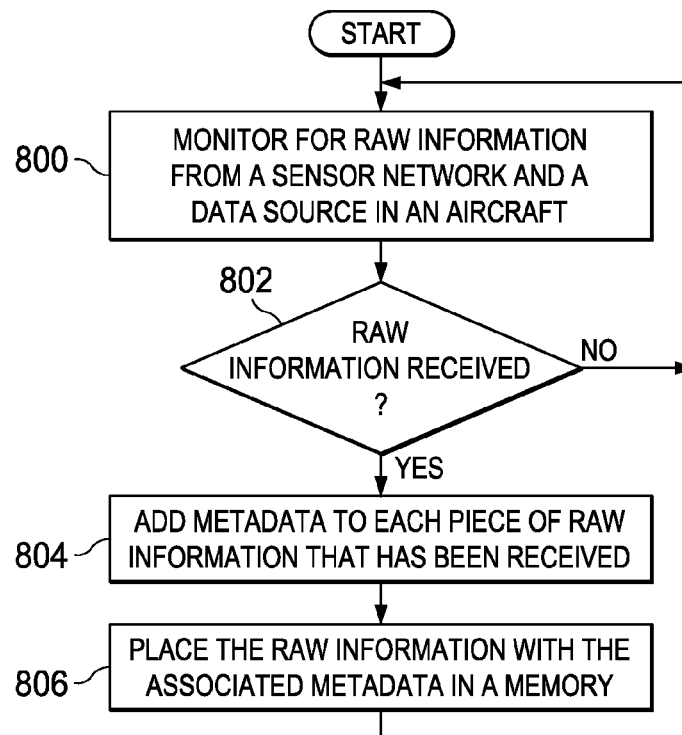 START
800
MONITOR FOR RAW INFORMATION
FROM A SENSOR NETWORK AND A
DATA SOURCE IN AN AIRCRAFT
802
RAW
INFORMATION RECEIVED
?
NO
YES
804
ADD METADATA TO EACH PIECE OF RAW
INFORMATION THAT HAS BEEN RECEIVED
806
PLACE THE RAW INFORMATION WITH THE
ASSOCIATED METADATA IN A MEMORY